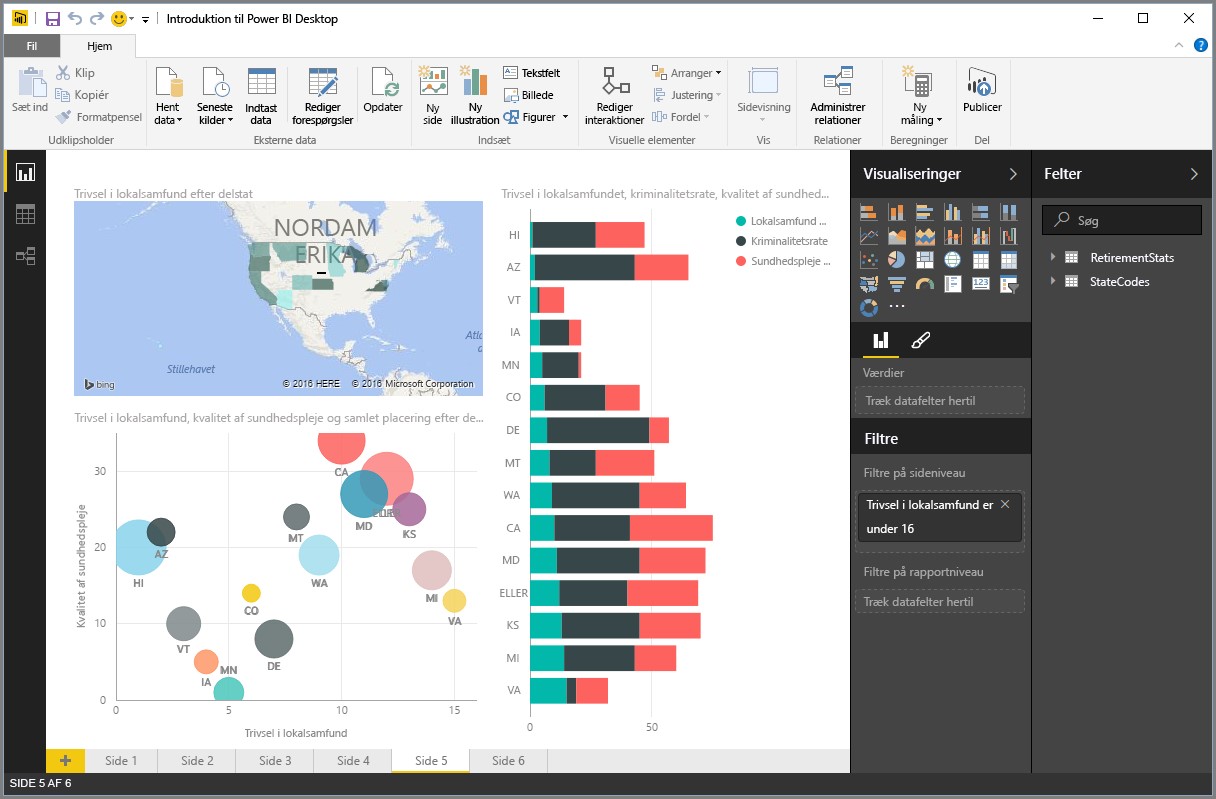 Introduktion til Power BI Desktop
Fil
Hjem
Sæt ind
Klip
Kopiér
Formatpensel
Udklipsholder
Hent
data
Seneste
kilder
Indtast
data
Rediger
forespørgsler
Opdater
Eksterne data
Ny
side
Ny
illustration
Tekstfelt
Billede
Figurer
Indsæt
Rediger
interaktioner
Arranger
Justering
Fordel
Visuelle elementer
Sidevisning
Vis
Administrer
relationer
Relationer
Ny
måling
Beregninger
Publicer
Del
Trivsel i lokalsamfund efter delstat
NORDAM
ERIKA
Stillehavet
Atla
bing
© 2016 HERE © 2016 Microsoft Corporation
Trivsel i lokalsamfund, kvalitet af sundhedspleje og samlet placering efter de...
Kvalitet af sundhedspleje
30
20
10
0
CA
MD
ELLER
KS
MT
AZ
HI
WA
MI
CO
VA
VT
DE
IA
MN
0
5
10
15
Trivsel i lokalsamfund
Trivsel i lokalsamfundet, kriminalitetsrate, kvalitet af sundhed...
Lokalsamfund ...
Kriminalitetsrate
Sundhedspleje ...
HI
AZ
VT
IA
MN
CO
DE
MT
WA
CA
MD
ELLER
KS
MI
VA
0
50
Visualiseringer
123
Værdier
Træk datafelter hertil
Filtre
Filtre på sideniveau
Trivsel i lokalsamfund er
under 16
Filtre på rapportniveau
Træk datafelter hertil
Felter
Søg
RetirementStats
StateCodes
Side 1
Side 2
Side 3
Side 4
Side 5
Side 6
SIDE 5 AF 6